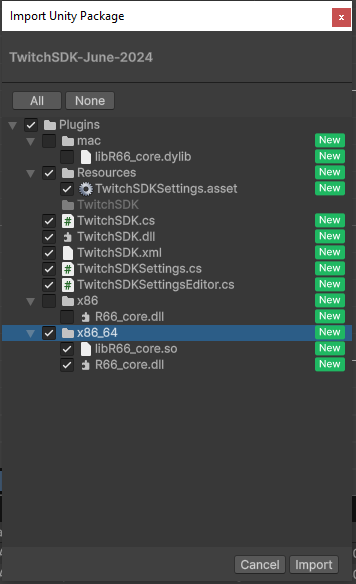 Import Unity Package
x
TwitchSDK-June-2024
All None
Plugins
mac New
libR66_core.dylib New
Resources New
TwitchSDKSettings.asset New
TwitchSDK
TwitchSDK.cs New
TwitchSDK.dll New
TwitchSDK.xml New
TwitchSDKSettings.cs New
TwitchSDKSettingsEditor.cs New
x86 New
R66_core.dll New
x86_64 New
libR66_core.so New
R66_core.dll New
Cancel Import